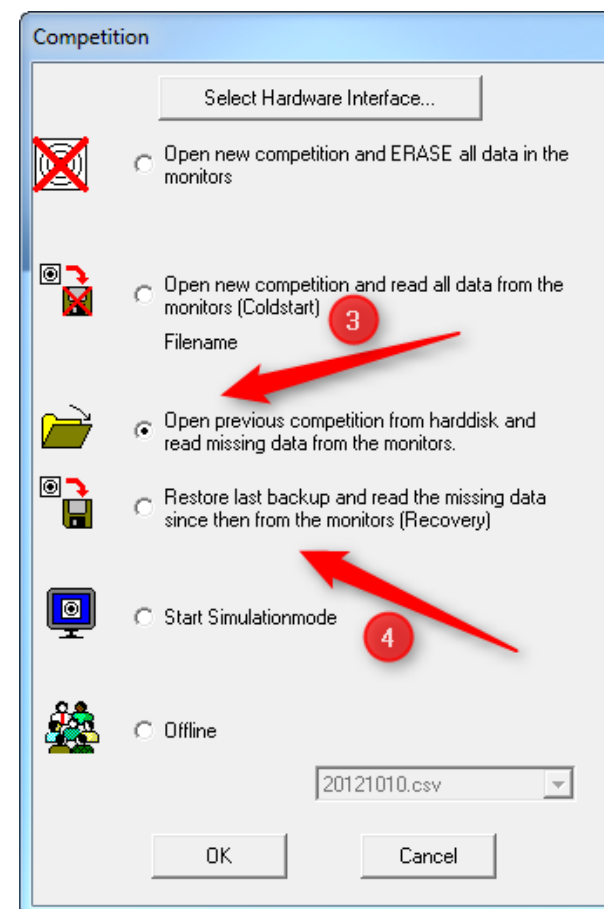 Competition
Select Hardware Interface...
Open new competition and ERASE all data in the
monitors
Open new competition and read all data from the
monitors (Coldstart)
3
Filename
Open previous competition from harddisk and
read missing data from the monitors.
Restore last backup and read the missing data
since then from the monitors (Recovery)
Start Simulationmode
4
Offline
20121010.csv
OK
Cancel